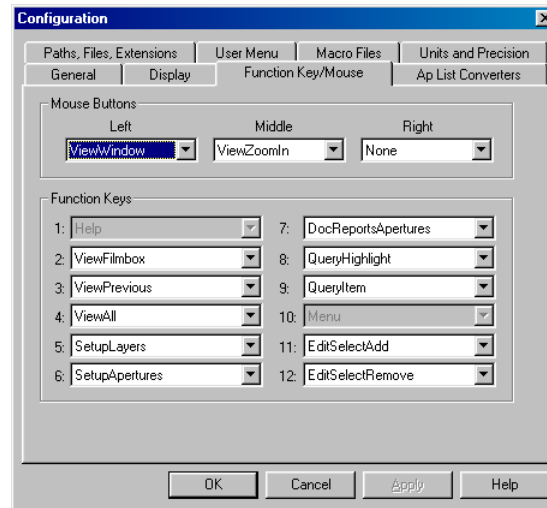 Configuration
Paths, Files, Extensions User Menu Macro Files Units and Precision
General Display Function Key/Mouse Ap List Converters
Mouse Buttons
Left Middle Right
ViewWindow ViewZoomIn None
Function Keys
1: Help 7: DocReportsApertures
2: ViewFilmbox 8: QueryHighlight
3: ViewPrevious 9: QueryItem
4: ViewAll 10: Menu
5: SetupLayers 11: EditSelectAdd
6: SetupApertures 12: EditSelectRemove
OK Cancel Apply Help